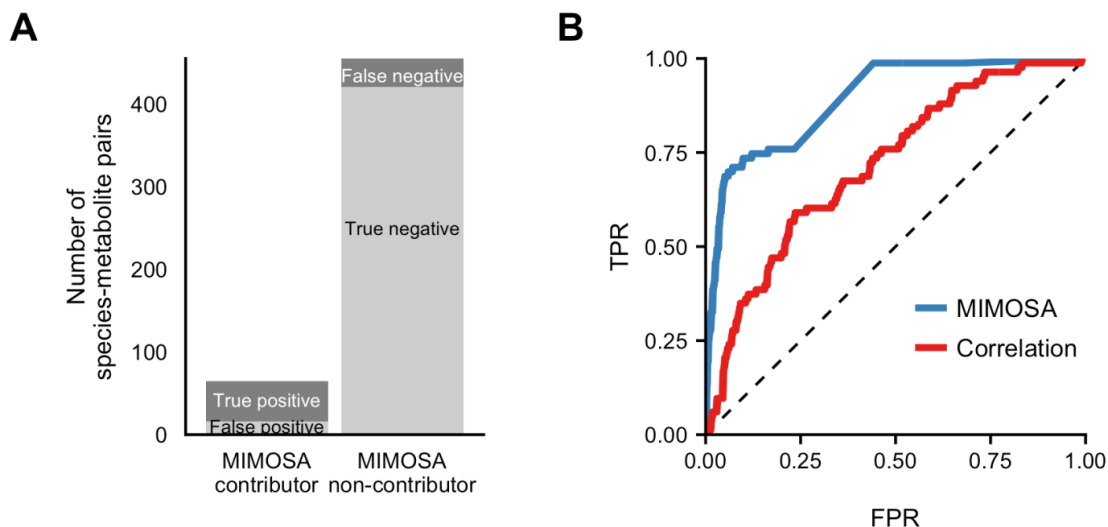 A
Number of
species-metabolite pairs
400
300
200
100
0
False negative
True negative
True positive
False positive
MIMOSA
contributor
MIMOSA
non-contributor
B
TPR
1.00
0.75
0.50
0.25
0.00
MIMOSA
Correlation
0.00
0.25
0.50
0.75
1.00
FPR